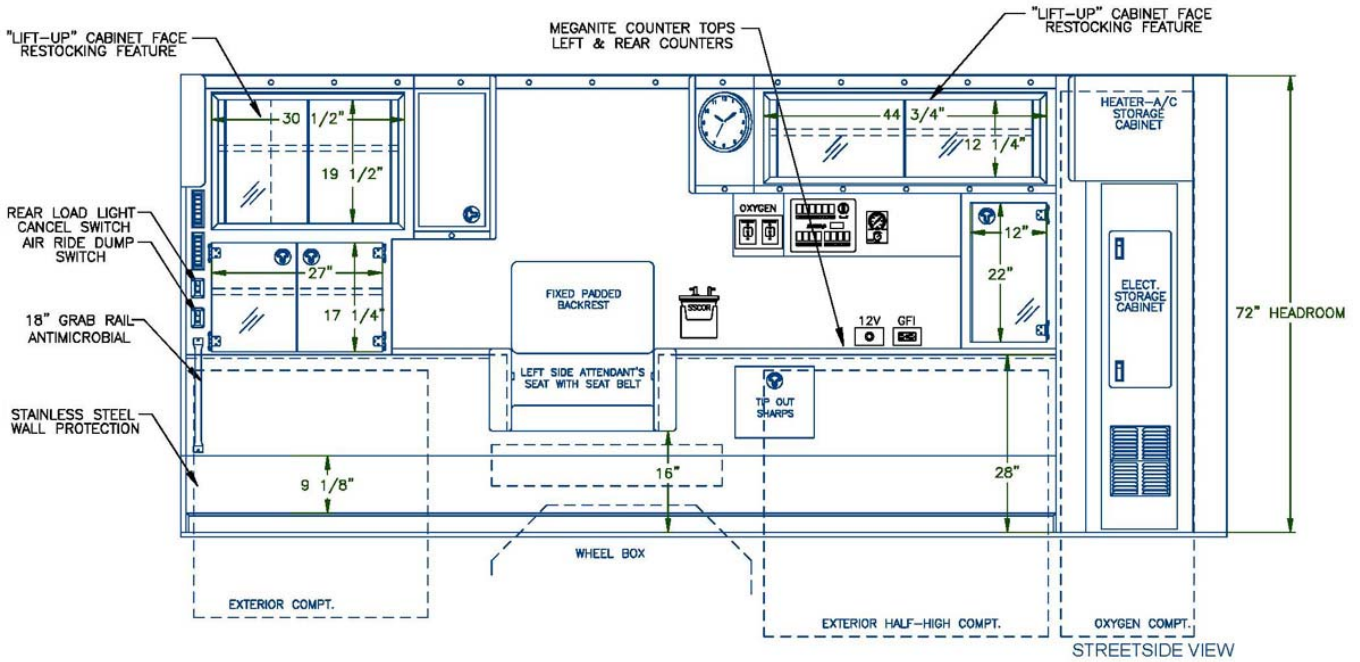 "LIFT-UP" CABINET FACE
RESTOCKING FEATURE
MEGANITE COUNTER TOPS
LEFT & REAR COUNTERS
"LIFT-UP" CABINET FACE
RESTOCKING FEATURE
30 1/2"
19 1/2"
44 3/4"
12 1/4"
HEATER-A/C
STORAGE
CABINET
REAR LOAD LIGHT
CANCEL SWITCH
AIR RIDE DUMP
SWITCH
OXYGEN
12"
22"
27"
17 1/4"
FIXED PADDED
BACKREST
SSCOR
12V
GFI
ELECT.
STORAGE
CABINET
72" HEADROOM
18" GRAB RAIL
ANTIMICROBIAL
LEFT SIDE ATTENDANT'S
SEAT WITH SEAT BELT
TIP OUT
SHARPS
STAINLESS STEEL
WALL PROTECTION
9 1/8"
16"
28"
WHEEL BOX
EXTERIOR COMPT.
EXTERIOR HALF-HIGH COMPT.
OXYGEN COMPT.
STREETSIDE VIEW